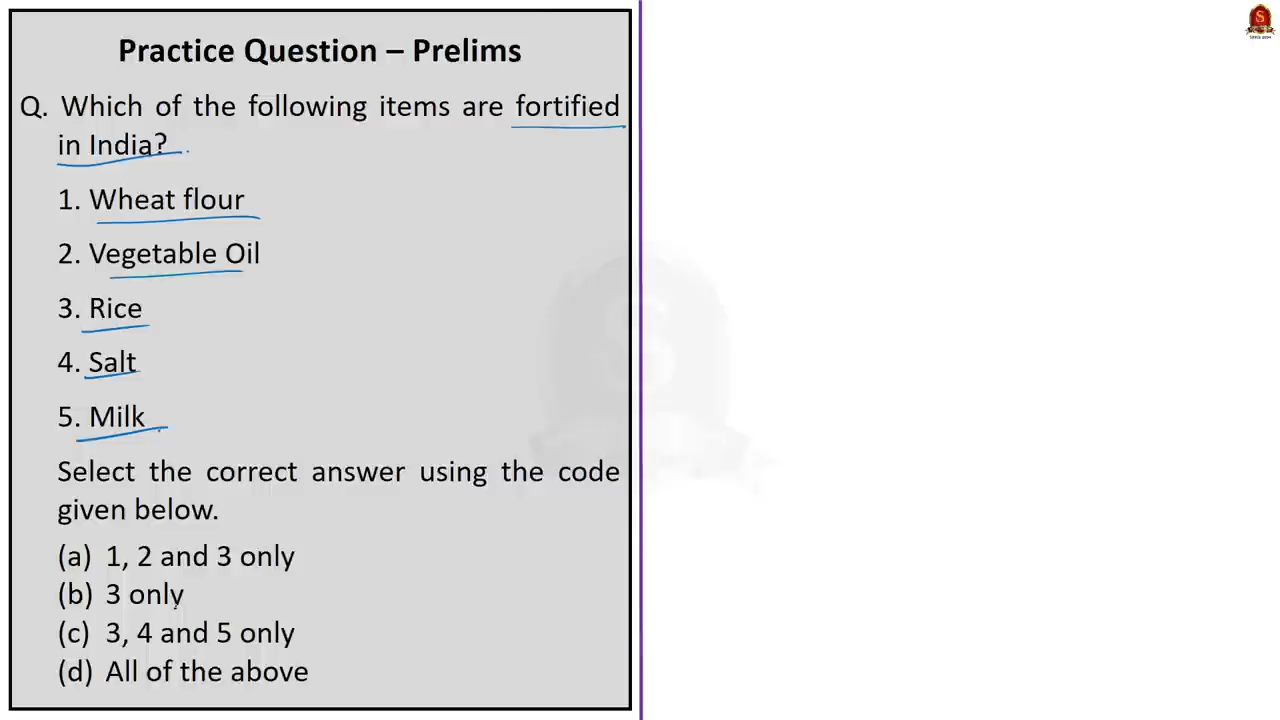 Practice Question – Prelims
Q. Which of the following items are fortified
in India?
1. Wheat flour
2. Vegetable Oil
3. Rice
4. Salt
5. Milk
Select the correct answer using the code
given below.
(a) 1, 2 and 3 only
(b) 3 only
(c) 3, 4 and 5 only
(d) All of the above